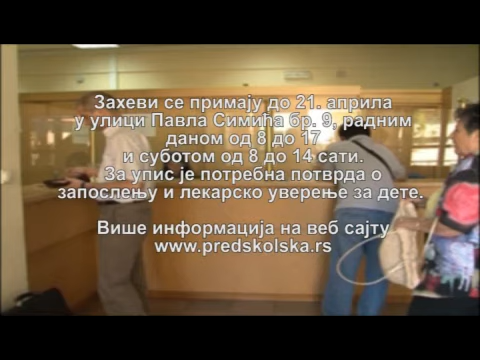 Захеви се примају до 21. априла
у улици Павла Симића бр. 9, радним
даном од 8 до 17
и суботом од 8 до 14 сати.
За упис је потребна потврда о
запослењу и лекарско уверење за дете.
Више информација на веб сајту
www.predskolska.rs